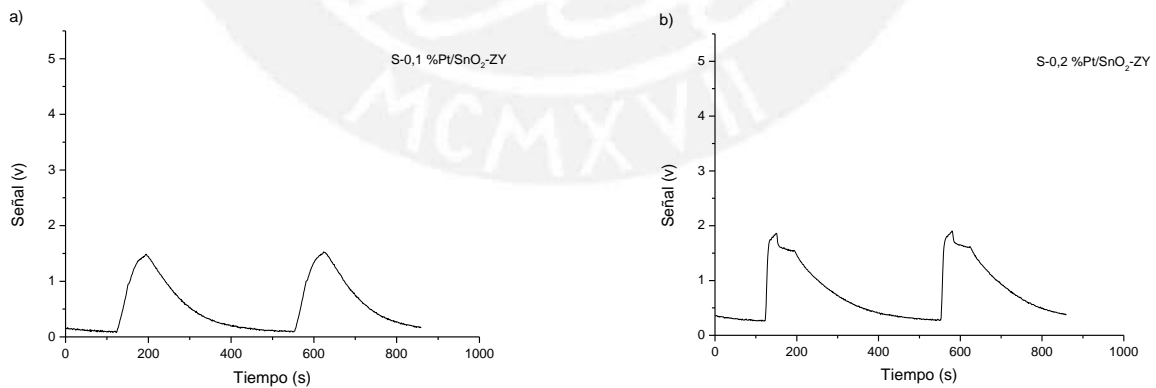 a)
S-0,1 %Pt/SnO₂-ZY
5
4
3
2
1
0
Señal (v)
0 200 400 600 800 1000
Tiempo (s)
b)
S-0,2 %Pt/SnO₂-ZY
5
4
3
2
1
0
Señal (v)
0 200 400 600 800 1000
Tiempo (s)
MCMXVII